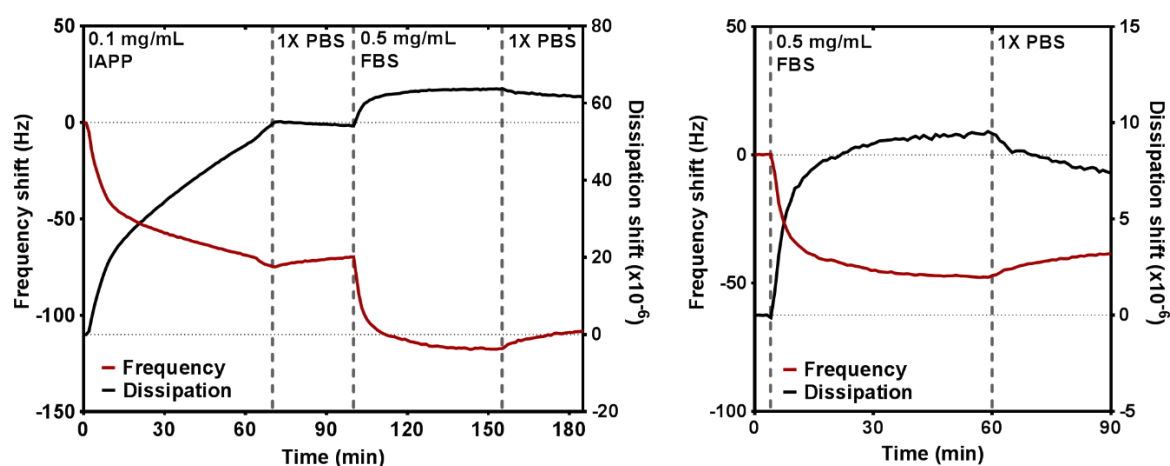 50
0
-50
-100
-150
Frequency shift (Hz)
0.1 mg/mL
IAPP
1X PBS
0.5 mg/mL
FBS
1X PBS
Frequency
Dissipation
80
60
40
20
0
-20
Dissipation shift (x10-6)
0 30 60 90 120 150 180
Time (min)
50
0
-50
-100
Frequency shift (Hz)
0.5 mg/mL
FBS
1X PBS
Frequency
Dissipation
15
10
5
0
-5
Dissipation shift (x10-6)
0 30 60 90
Time (min)